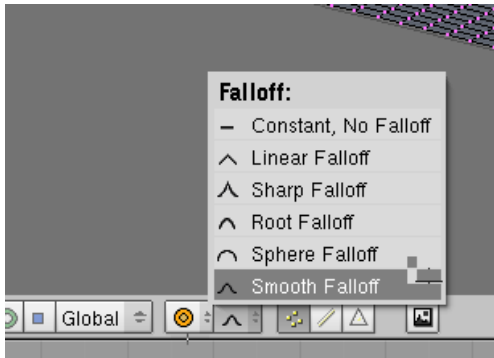 Falloff:
Constant, No Falloff
Linear Falloff
Sharp Falloff
Root Falloff
Sphere Falloff
Smooth Falloff
Global